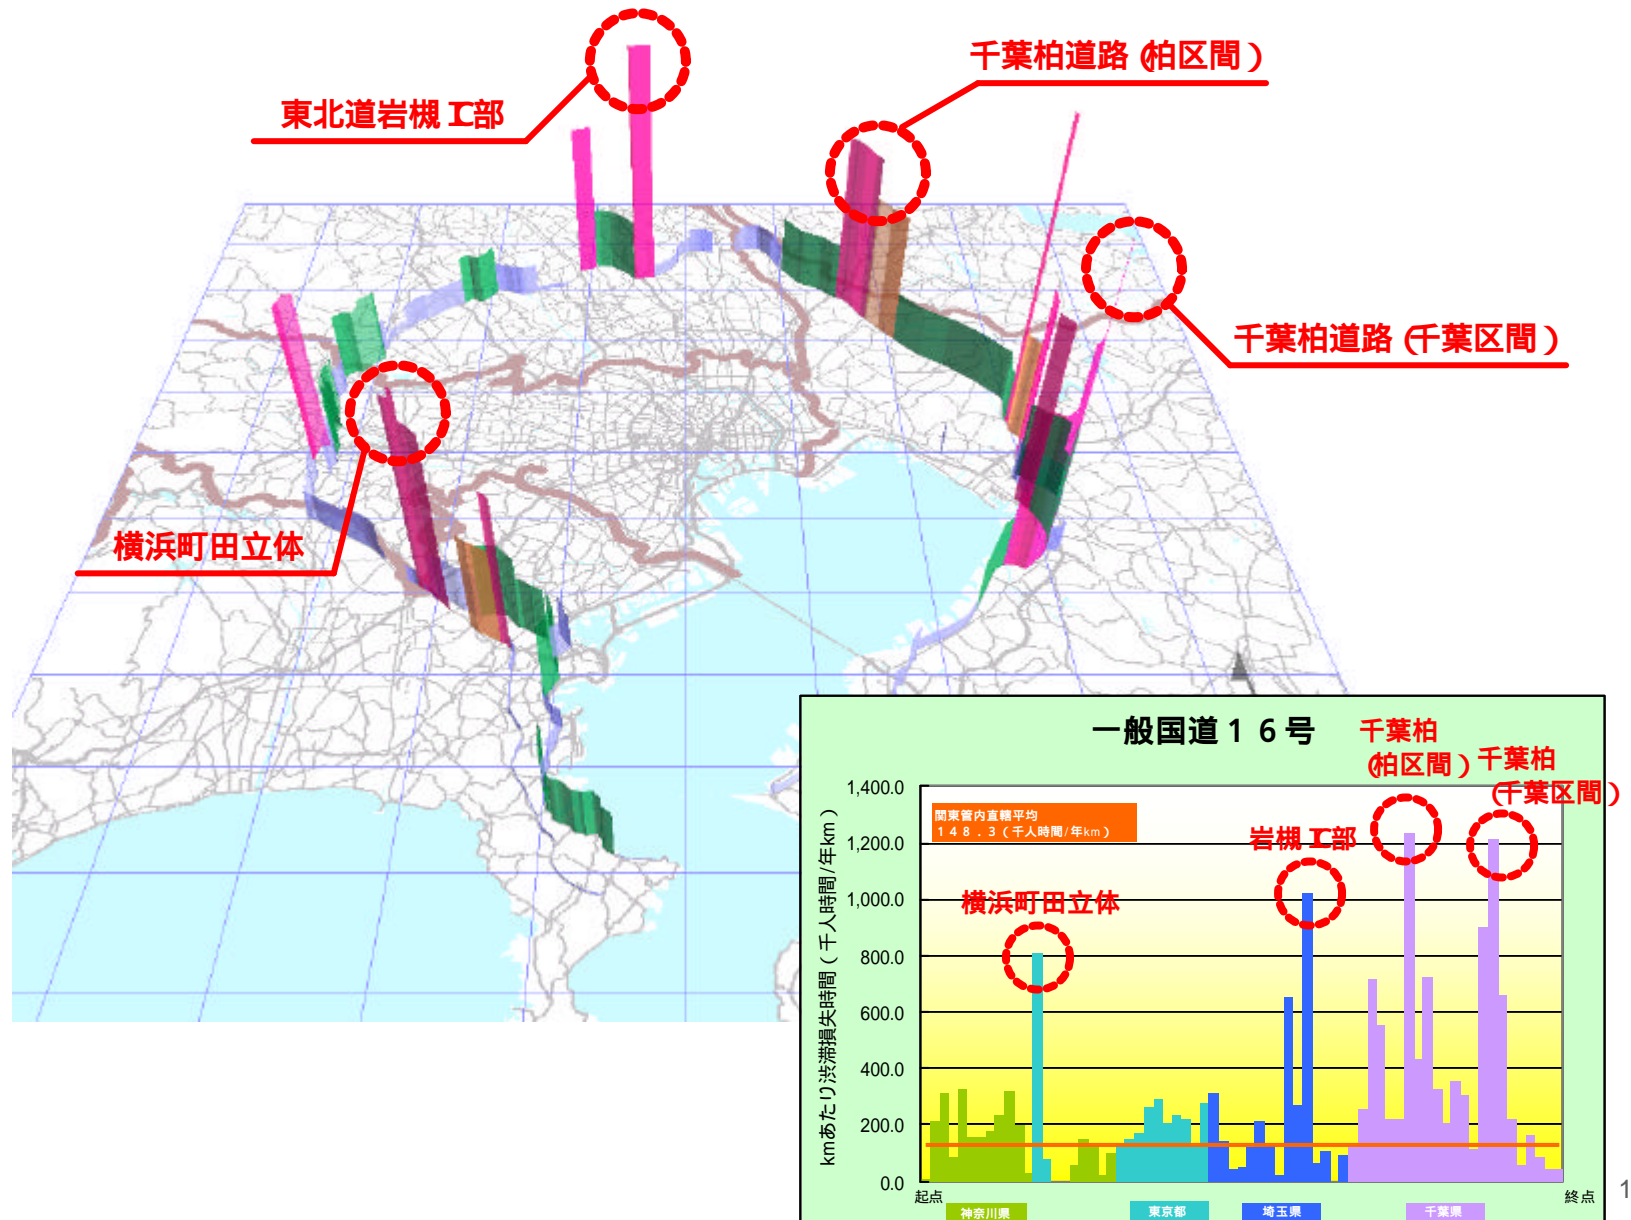 千葉柏道路(柏区間)
東北道岩槻IC部
千葉柏道路(千葉区間)
横浜町田立体
一般国道16号
千葉柏
(柏区間)
千葉柏
(千葉区間)
1,400.0
関東管内直轄平均
148.3(千人時間/年km)
1,200.0
岩槻IC部
1,000.0
横浜町田立体
800.0
600.0
400.0
200.0
0.0
kmあたり渋滞損失時間(千人時間/年km)
起点
終点
神奈川県
東京都
埼玉県
千葉県
1